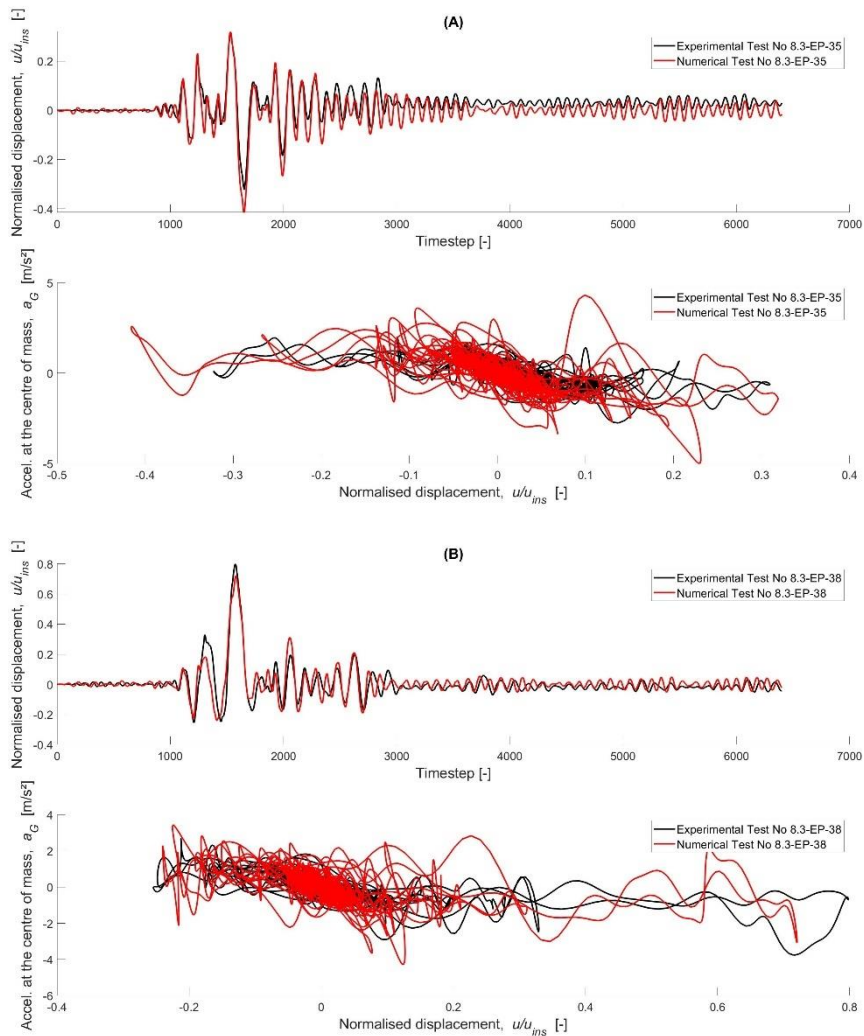 (A)
Normalised displacement, u/u_ins [-]
0.2
0
-0.2
-0.4
Experimental Test No 8.3-EP-35
Numerical Test No 8.3-EP-35
0 1000 2000 3000 4000 5000 6000 7000
Timestep [-]
Accel. at the centre of mass, a_G [m/s²]
5
0
-5
Experimental Test No 8.3-EP-35
Numerical Test No 8.3-EP-35
-0.5 -0.4 -0.3 -0.2 -0.1 0 0.1 0.2 0.3 0.4
Normalised displacement, u/u_ins [-]
(B)
Normalised displacement, u/u_ins [-]
0.8
0.6
0.4
0.2
0
-0.2
-0.4
Experimental Test No 8.3-EP-38
Numerical Test No 8.3-EP-38
0 1000 2000 3000 4000 5000 6000 7000
Timestep [-]
Accel. at the centre of mass, a_G [m/s²]
4
2
0
-2
-4
-6
Experimental Test No 8.3-EP-38
Numerical Test No 8.3-EP-38
-0.4 -0.2 0 0.2 0.4 0.6 0.8
Normalised displacement, u/u_ins [-]